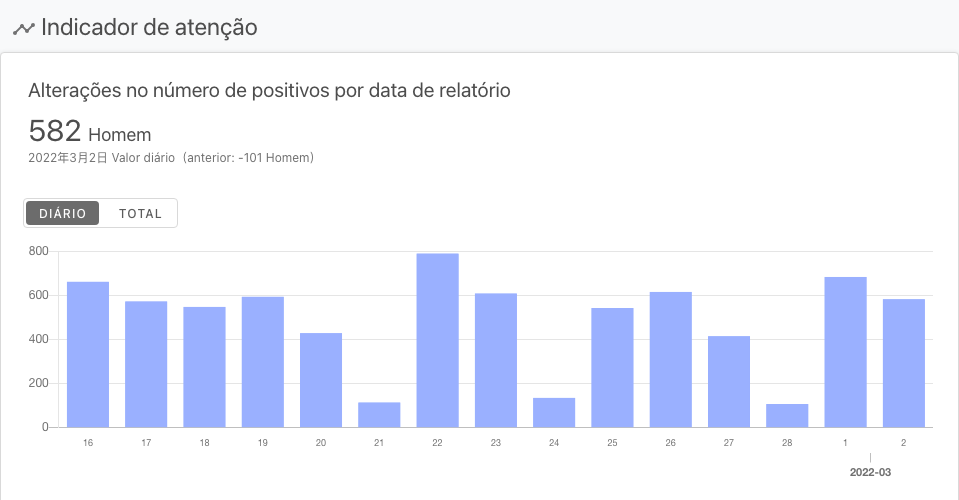 Indicador de atenção
Alterações no número de positivos por data de relatório
582 Homem
2022年3月2日 Valor diário (anterior: -101 Homem)
DIÁRIO TOTAL
800
600
400
200
0
16 17 18 19 20 21 22 23 24 25 26 27 28 1 2
2022-03